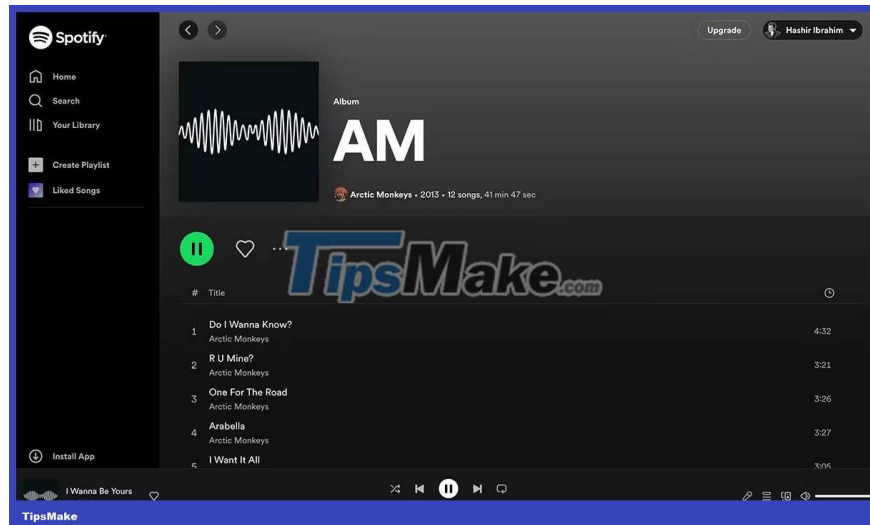 Spotify
Home
Search
Your Library
Create Playlist
Liked Songs
Install App
Upgrade
Hashir Ibrahim
Album
AM
Arctic Monkeys • 2013 • 12 songs, 41 min 47 sec
TipsMake.com
# Title
1 Do I Wanna Know? 4:32
Arctic Monkeys
2 R U Mine? 3:21
Arctic Monkeys
3 One For The Road 3:26
Arctic Monkeys
4 Arabella 3:27
Arctic Monkeys
5 I Want It All 3:05
I Wanna Be Yours
TipsMake